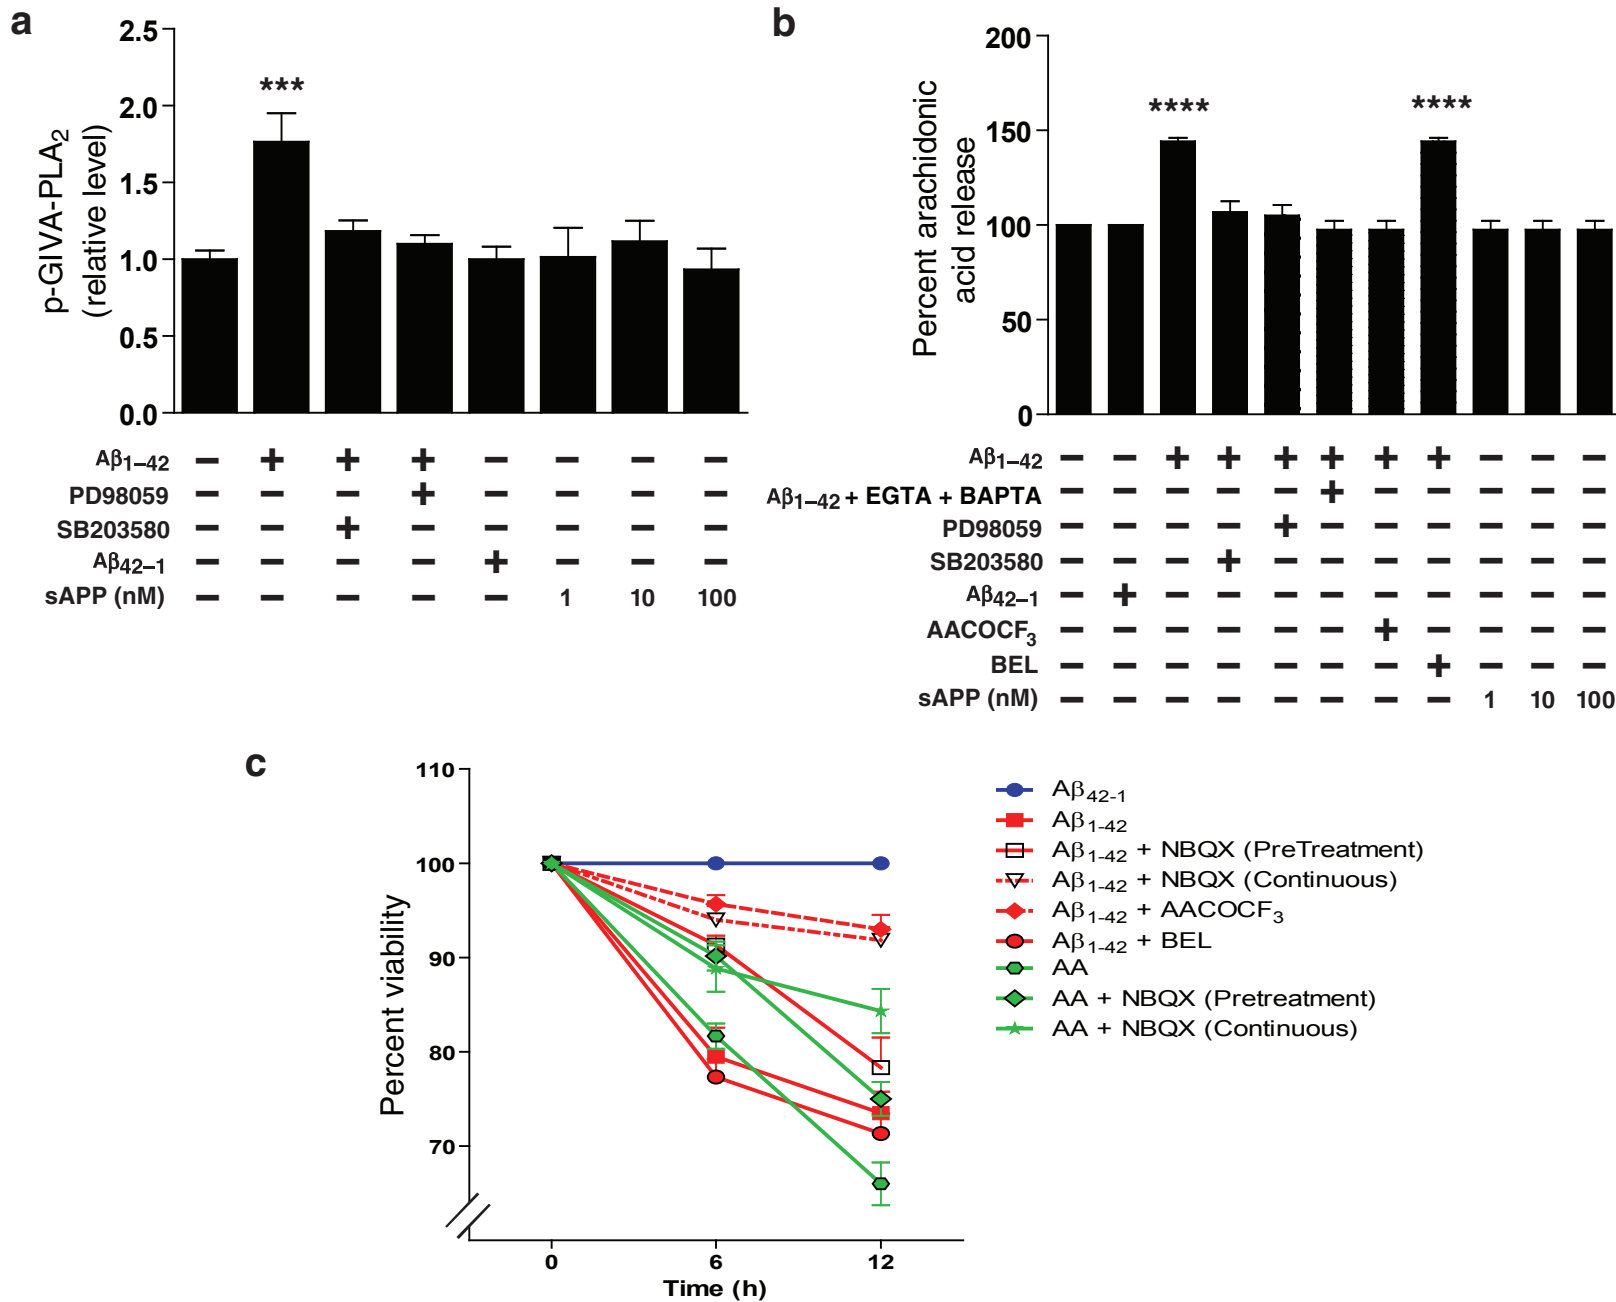 a
2.5
2.0
1.5
1.0
0.5
0.0
p-GIVA-PLA2
(relative level)
***
Aβ1–42 – + + + – – – –
PD98059 – – – + – – – –
SB203580 – – + – – – – –
Aβ42–1 – – – – + – – –
sAPP (nM) – – – – – 1 10 100
b
200
150
100
50
0
Percent arachidonic
acid release
**** ****
Aβ1–42 – – + + + + + + – – –
Aβ1–42 + EGTA + BAPTA – – – – – + – – – – –
PD98059 – – – – + – – – – – –
SB203580 – – – + – – – – – – –
Aβ42–1 – + – – – – – – – – –
AACOCF3 – – – – – – + – – – –
BEL – – – – – – – + – – –
sAPP (nM) – – – – – – – – 1 10 100
c
110
100
90
80
70
Percent viability
0 6 12
Time (h)
Aβ42-1
Aβ1-42
Aβ1-42 + NBQX (PreTreatment)
Aβ1-42 + NBQX (Continuous)
Aβ1-42 + AACOCF3
Aβ1-42 + BEL
AA
AA + NBQX (Pretreatment)
AA + NBQX (Continuous)